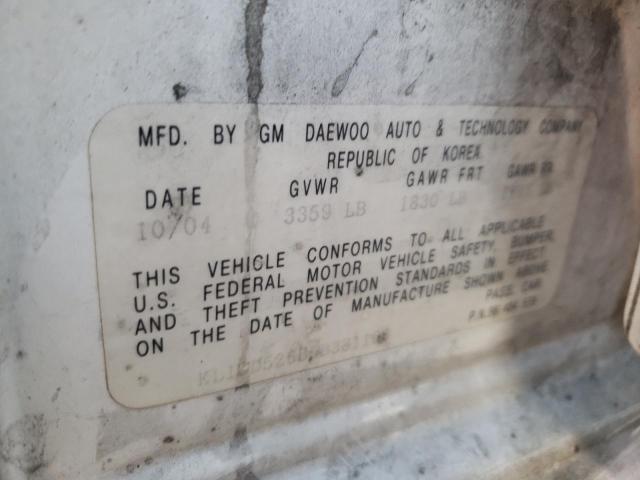 MFD. BY GM DAEWOO AUTO & TECHNOLOGY COMPANY
REPUBLIC OF KOREA
DATE GVWR GAWR FRT GAWR RR
10/04 3359 LB 1830 LB
THIS VEHICLE CONFORMS TO ALL APPLICABLE
U.S. FEDERAL MOTOR VEHICLE SAFETY, BUMPER,
AND THEFT PREVENTION STANDARDS IN EFFECT
ON THE DATE OF MANUFACTURE SHOWN ABOVE.
PASS. CAR